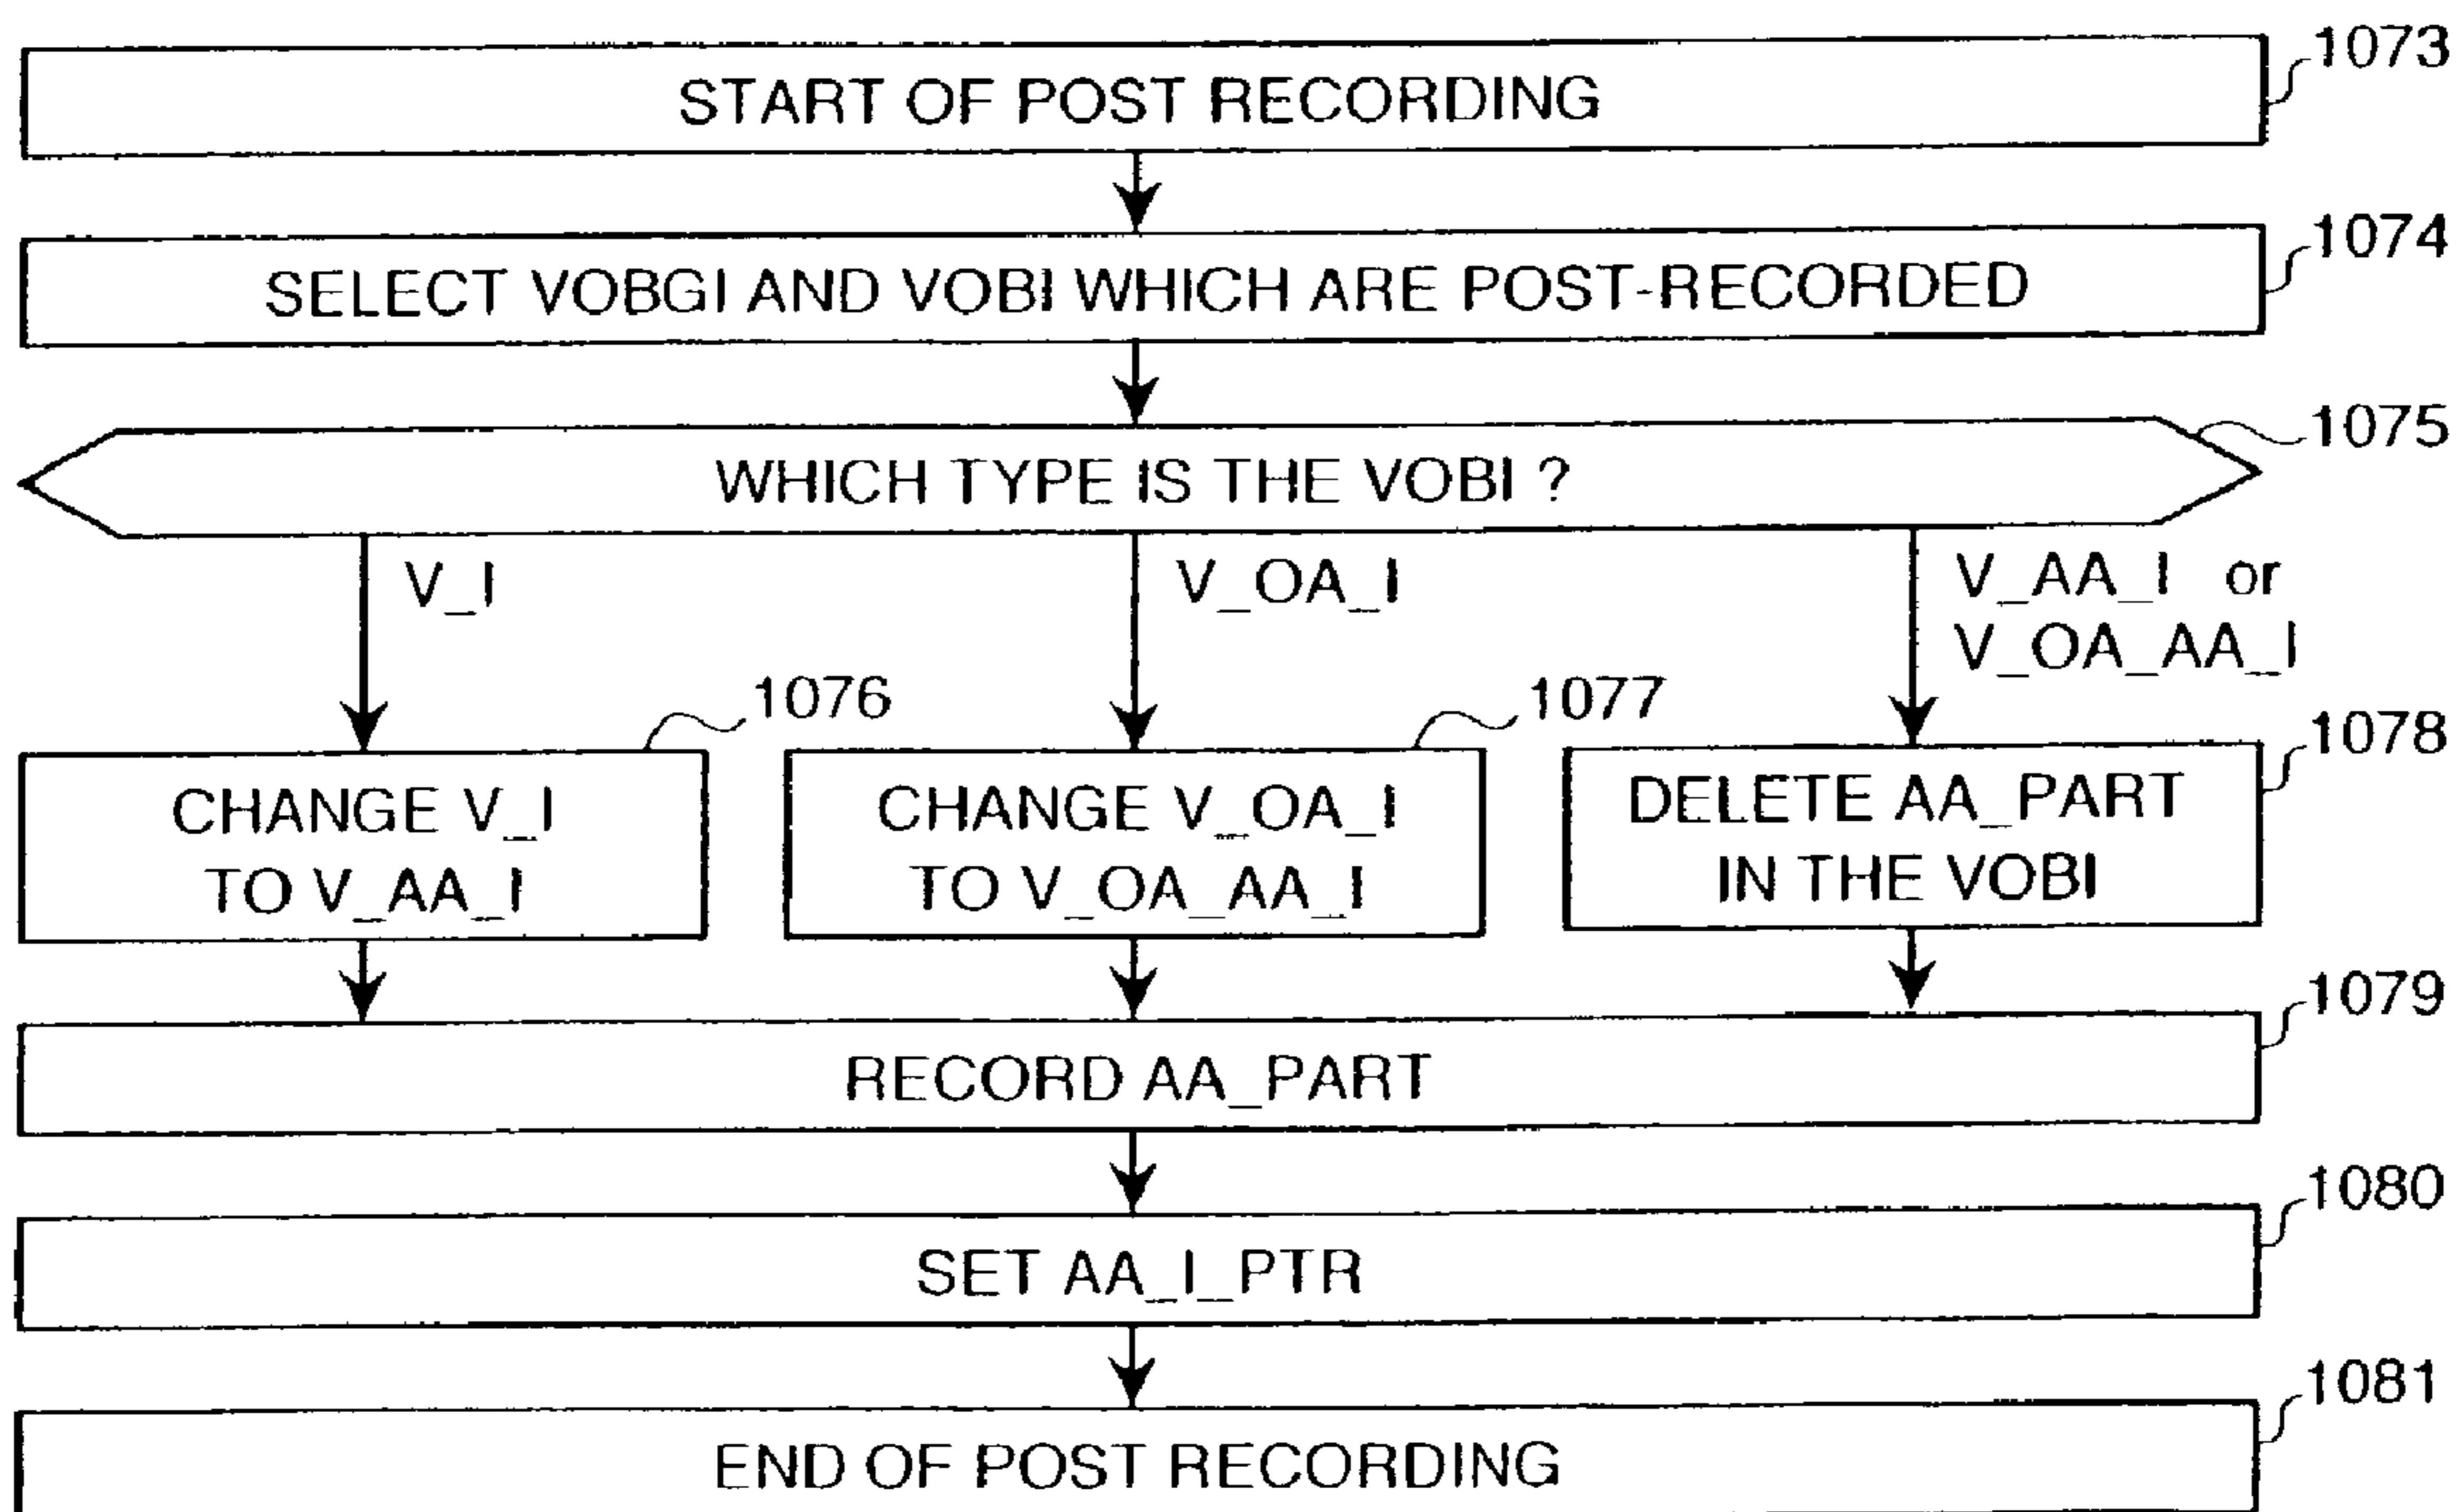 START OF POST RECORDING
1073
SELECT VOBGI AND VOBI WHICH ARE POST-RECORDED
1074
WHICH TYPE IS THE VOBI ?
1075
V_I
V_OA_I
V_AA_I or
V_OA_AA_I
1076
CHANGE V_I
TO V_AA_I
1077
CHANGE V_OA_I
TO V_OA_AA_I
1078
DELETE AA_PART
IN THE VOBI
1079
RECORD AA_PART
1080
SET AA_I_PTR
1081
END OF POST RECORDING